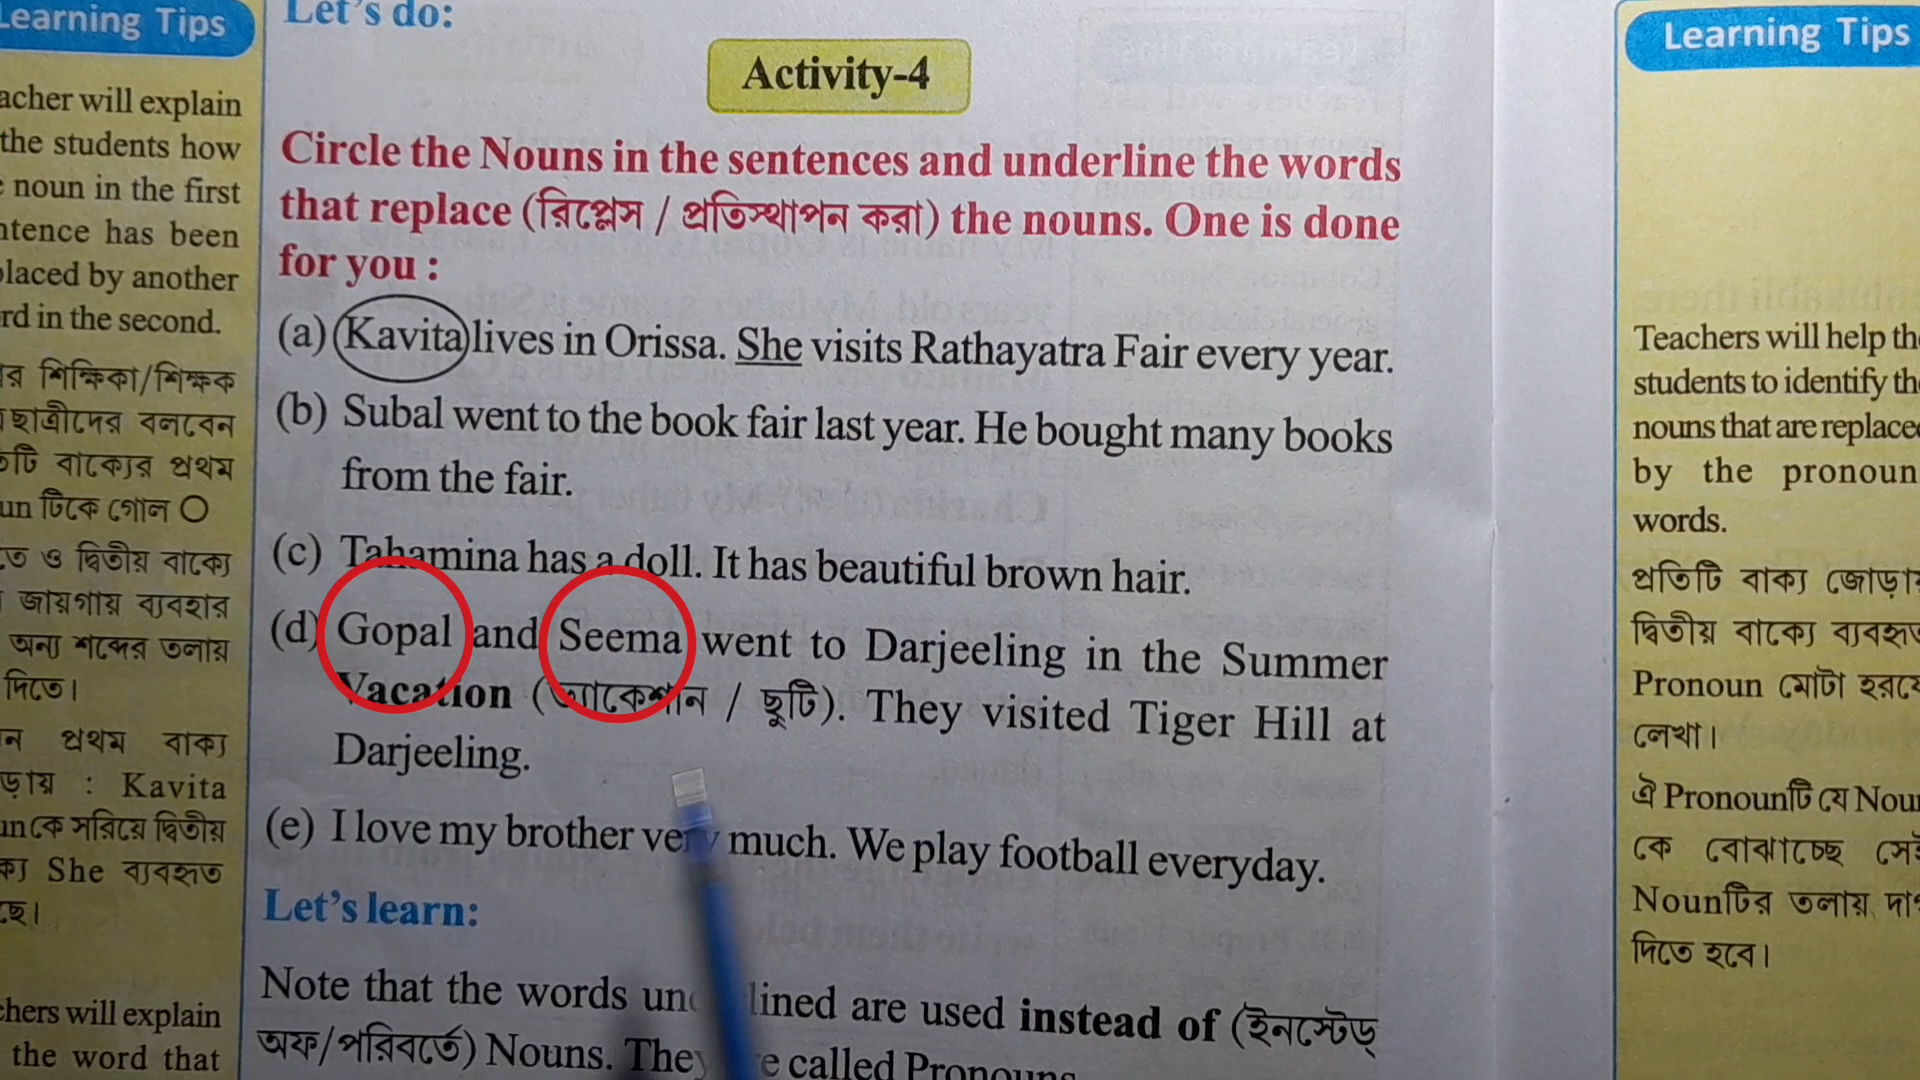 Learning Tips
acher will explain
the students how
noun in the first
ntence has been
placed by another
rd in the second.
র শিক্ষিকা/শিক্ষক
ছাত্রীদের বলবেন
বাক্যের প্রথম
un টিকে গোল O
ও দ্বিতীয় বাক্যে
জায়গায় ব্যবহার
অন্য শব্দের তলায়
দিতে।
ন প্রথম বাক্য
ড়ায় : Kavita
unকে সরিয়ে দ্বিতীয়
She ব্যবহৃত
ছে।
chers will explain
the word that
Let's do:
Activity-4
Circle the Nouns in the sentences and underline the words
that replace (রিপ্লেস / প্রতিস্থাপন করা) the nouns. One is done
for you :
(a) Kavita lives in Orissa. She visits Rathayatra Fair every year.
(b) Subal went to the book fair last year. He bought many books
from the fair.
(c) Tahamina has a doll. It has beautiful brown hair.
(d) Gopal and Seema went to Darjeeling in the Summer
Vacation (ভ্যাকেশান / ছুটি). They visited Tiger Hill at
Darjeeling.
(e) I love my brother very much. We play football everyday.
Let's learn:
Note that the words underlined are used instead of (ইনস্টেড্
অফ/পরিবর্তে) Nouns. They are called Pronouns.
Learning Tips
Teachers will help the
students to identify the
nouns that are replaced
by the pronoun
words.
প্রতিটি বাক্য জোড়ার
দ্বিতীয় বাক্যে ব্যবহৃত
Pronoun মোটা হরফে
লেখা।
ঐ Pronounটি যে Noun
কে বোঝাচ্ছে সেই
Nounটির তলায় দাগ
দিতে হবে।